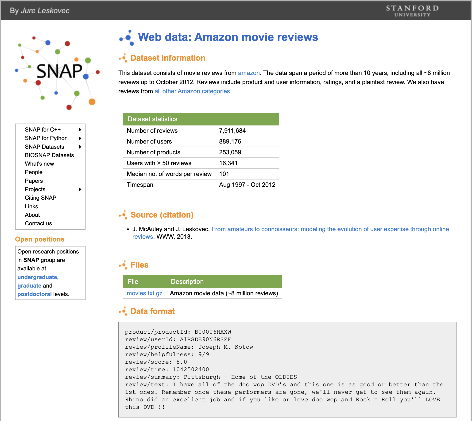 By Jure Leskovec
STANFORD
UNIVERSITY
SNAP
Web data: Amazon movie reviews
Dataset information
This dataset consists of movie reviews from amazon. The data span a period of more than 10 years, including all ~8 million
reviews up to October 2012. Reviews include product and user information, ratings, and a plaintext review. We also have
reviews from all other Amazon categories.
Dataset statistics
Number of reviews 7,911,684
Number of users 889,176
Number of products 253,059
Users with > 50 reviews 16,341
Median no. of words per review 101
Timespan Aug 1997 - Oct 2012
SNAP for C++
SNAP for Python
SNAP Datasets
BIOSNAP Datasets
What's new
People
Papers
Projects
Citing SNAP
Links
About
Contact us
Open positions
Open research positions
in SNAP group are
available at
undergraduate,
graduate and
postdoctoral levels.
Source (citation)
J. McAuley and J. Leskovec. From amateurs to connoisseurs: modeling the evolution of user expertise through online
reviews. WWW, 2013.
Files
File Description
movies.txt.gz Amazon movie data (~8 million reviews)
Data format
product/productId:
review/userId:
review/profileName:
review/helpfulness: 9/9
review/score: 5.0
review/time: 1042502400
review/summary: Pittsburgh - Home of the OLDIES
review/text: I have all of the doo wop DVD's and this one is as good or better than the
1st ones. Remember once these performers are gone, we'll never get to see them again.
Rhino did an excellent job and if you like or love doo wop and Rock n Roll you'll LOVE
this DVD !!